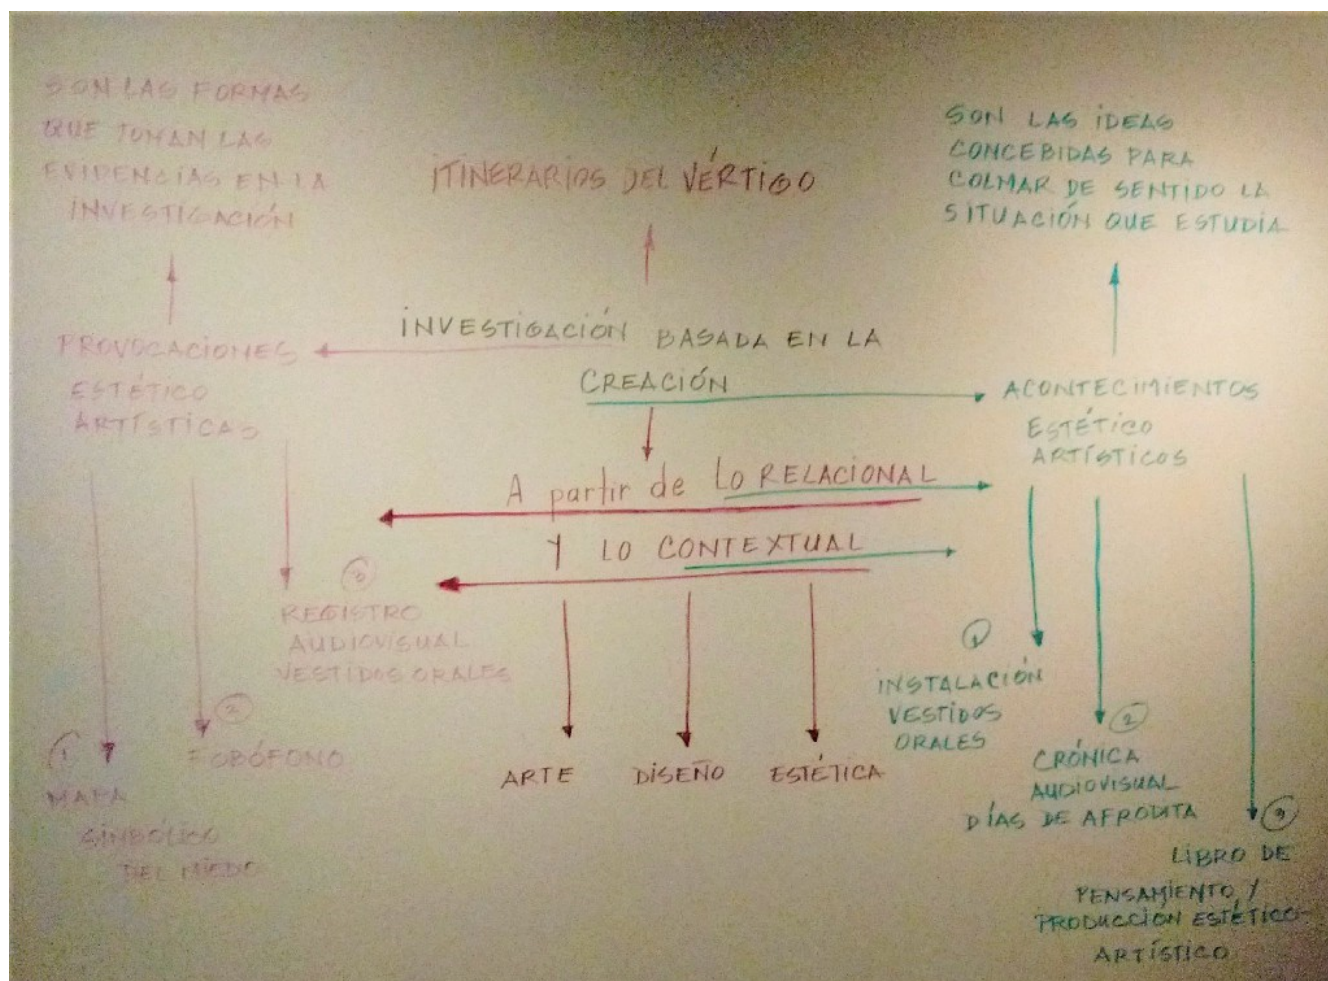 SON LAS FORMAS
QUE TOMAN LAS
EVIDENCIAS EN LA
INVESTIGACIÓN
ITINERARIOS DEL VÉRTIGO
SON LAS IDEAS
CONCEBIDAS PARA
COLMAR DE SENTIDO LA
SITUACIÓN QUE ESTUDIA
INVESTIGACIÓN BASADA EN LA
CREACIÓN
PROVOCACIONES
ESTÉTICO
ARTÍSTICAS
ACONTECIMIENTOS
ESTÉTICO
ARTÍSTICOS
A partir de LO RELACIONAL
Y LO CONTEXTUAL
3
REGISTRO
AUDIOVISUAL
VESTIDOS ORALES
2
FOBÓFONO
1
MAPA
SIMBÓLICO
DEL MIEDO
ARTE DISEÑO ESTÉTICA
1
INSTALACIÓN
VESTIDOS
ORALES
2
CRÓNICA
AUDIOVISUAL
DÍAS DE AFRODITA
3
LIBRO DE
PENSAMIENTO /
PRODUCCIÓN ESTÉTICO-
ARTÍSTICO